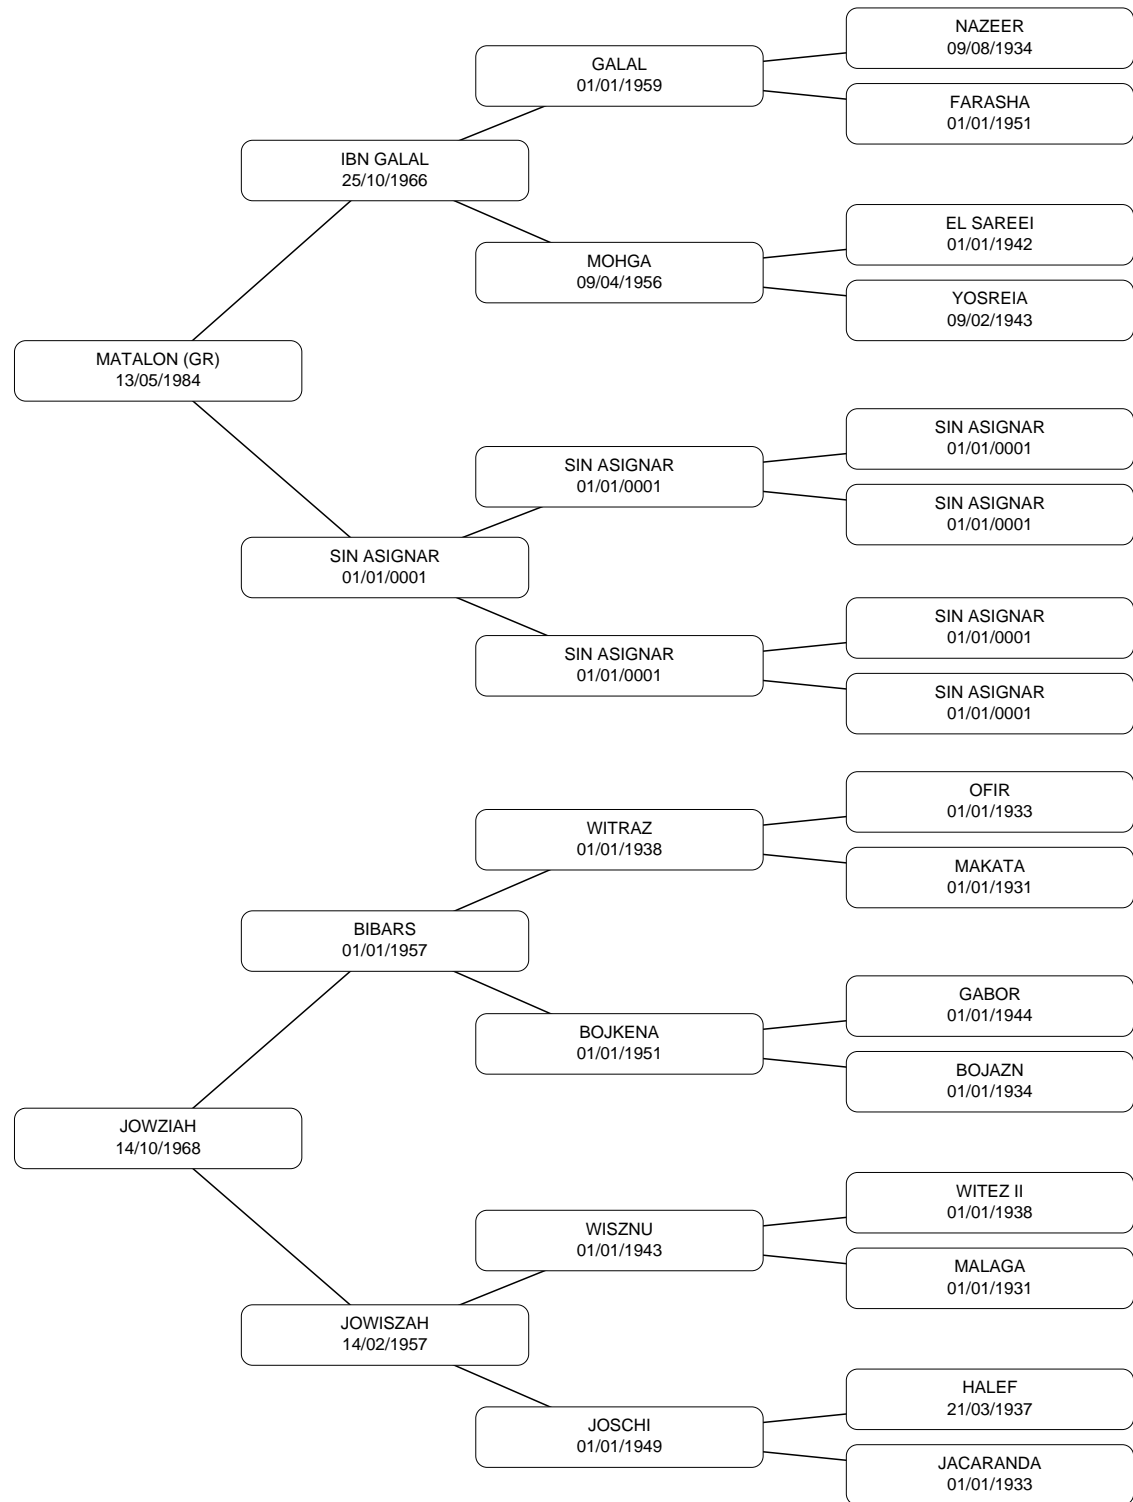 NAZEER
09/08/1934
GALAL
01/01/1959
FARASHA
01/01/1951
IBN GALAL
25/10/1966
EL SAREEI
01/01/1942
MOHGA
09/04/1956
YOSREIA
09/02/1943
MATALON (GR)
13/05/1984
SIN ASIGNAR
01/01/0001
SIN ASIGNAR
01/01/0001
SIN ASIGNAR
01/01/0001
SIN ASIGNAR
01/01/0001
SIN ASIGNAR
01/01/0001
SIN ASIGNAR
01/01/0001
SIN ASIGNAR
01/01/0001
OFIR
01/01/1933
WITRAZ
01/01/1938
MAKATA
01/01/1931
BIBARS
01/01/1957
GABOR
01/01/1944
BOJKENA
01/01/1951
BOJAZN
01/01/1934
JOWZIAH
14/10/1968
WITEZ II
01/01/1938
WISZNU
01/01/1943
MALAGA
01/01/1931
JOWISZAH
14/02/1957
HALEF
21/03/1937
JOSCHI
01/01/1949
JACARANDA
01/01/1933